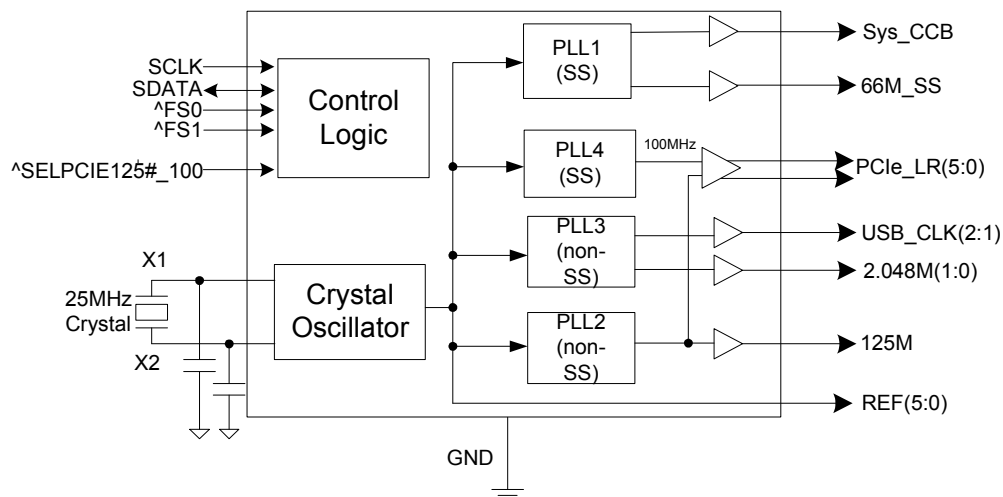 SCLK
SDATA
^FS0
^FS1
^SELPCIE125#_100
Control
Logic
X1
25MHz
Crystal
X2
Crystal
Oscillator
PLL1
(SS)
PLL4
(SS)
100MHz
PLL3
(non-
SS)
PLL2
(non-
SS)
Sys_CCB
66M_SS
PCIe_LR(5:0)
USB_CLK(2:1)
2.048M(1:0)
125M
REF(5:0)
GND